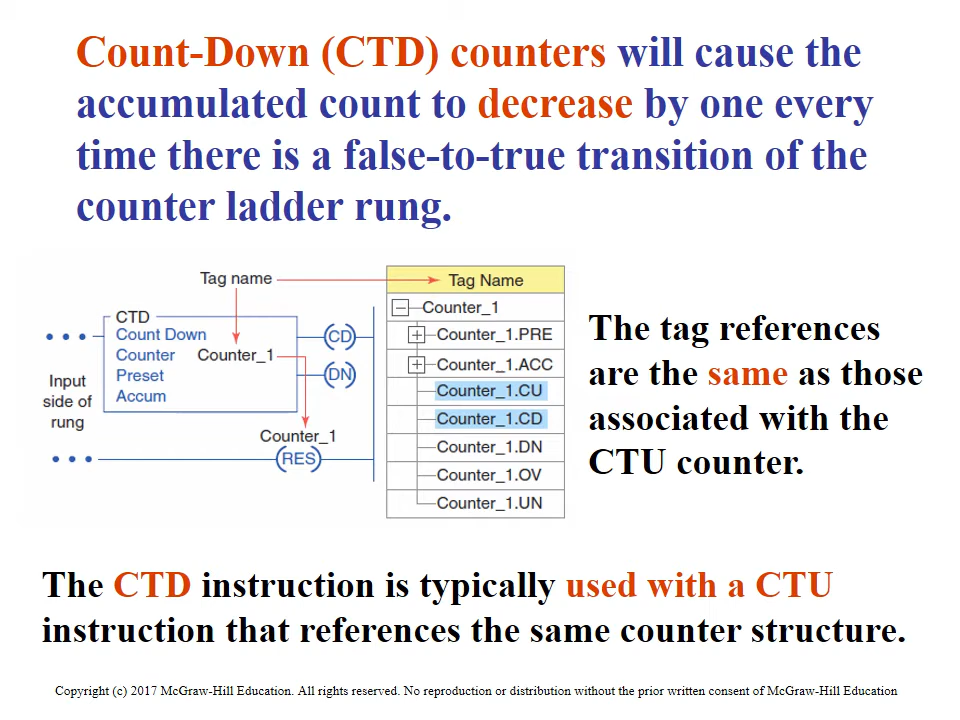 Count-Down (CTD) counters will cause the
accumulated count to decrease by one every
time there is a false-to-true transition of the
counter ladder rung.
Tag name
CTD
Count Down
Counter
Counter_1
Preset
Accum
CD
DN
Input
side of
rung
Counter_1
RES
Tag Name
Counter_1
Counter_1.PRE
Counter_1.ACC
Counter_1.CU
Counter_1.CD
Counter_1.DN
Counter_1.OV
Counter_1.UN
The tag references
are the same as those
associated with the
CTU counter.
The CTD instruction is typically used with a CTU
instruction that references the same counter structure.
Copyright (c) 2017 McGraw-Hill Education. All rights reserved. No reproduction or distribution without the prior written consent of McGraw-Hill Education